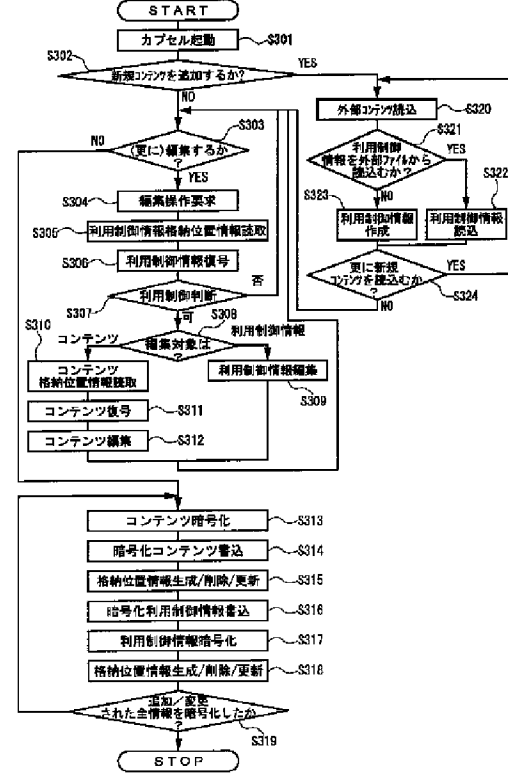 START
カプセル起動
S301
S302
新規コンテンツを追加するか?
YES
NO
外部コンテンツ読込
S320
S303
(更に)編集するか
?
NO
YES
S321
利用制御
情報を外部ファイルから
読込むか?
YES
NO
S322
S323
利用制御情報
作成
利用制御情報
読込
S304
編集操作要求
S305
利用制御情報格納位置情報読取
S306
利用制御情報復号
更に新規
コンテンツを読込むか
?
YES
S324
NO
否
S307
利用制御判断
可
S308
利用制御情報
S310
コンテンツ
編集対象は
?
コンテンツ
格納位置情報読取
利用制御情報編集
S309
コンテンツ復号
S311
コンテンツ編集
S312
コンテンツ暗号化
S313
暗号化コンテンツ書込
S314
格納位置情報生成/削除/更新
S315
暗号化利用制御情報書込
S316
利用制御情報暗号化
S317
格納位置情報生成/削除/更新
S318
追加/変更
された全情報を暗号化したか
?
S319
STOP